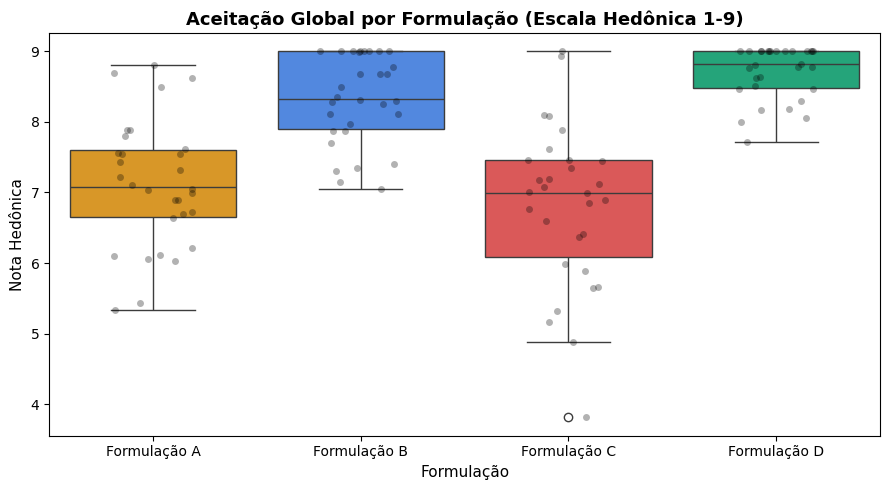 Aceitação Global por Formulação (Escala Hedônica 1-9)
Nota Hedônica
9
8
7
6
5
4
Formulação A
Formulação B
Formulação C
Formulação D
Formulação